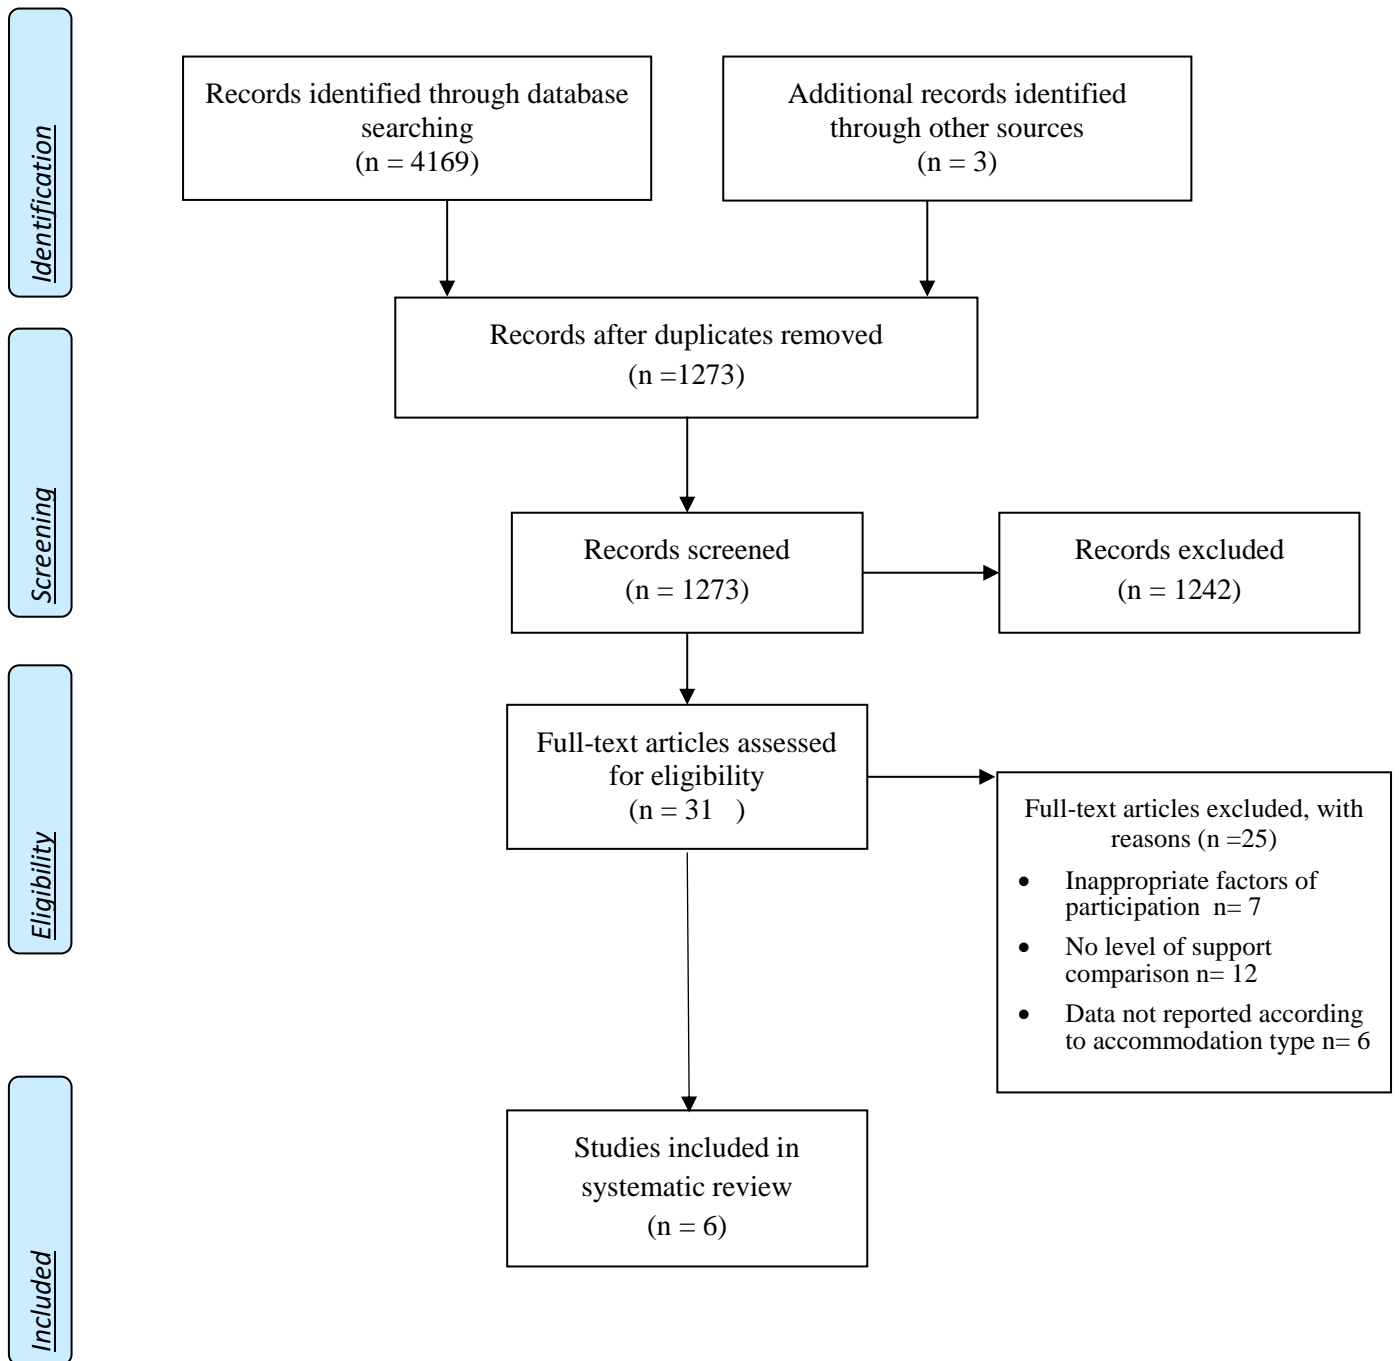 Identification
Records identified through database
searching
(n = 4169)
Additional records identified
through other sources
(n = 3)
Records after duplicates removed
(n =1273)
Screening
Records screened
(n = 1273)
Records excluded
(n = 1242)
Eligibility
Full-text articles assessed
for eligibility
(n = 31   )
Full-text articles excluded, with
reasons (n =25)
• Inappropriate factors of
participation  n= 7
• No level of support
comparison n= 12
• Data not reported according
to accommodation type n= 6
Included
Studies included in
systematic review
(n = 6)